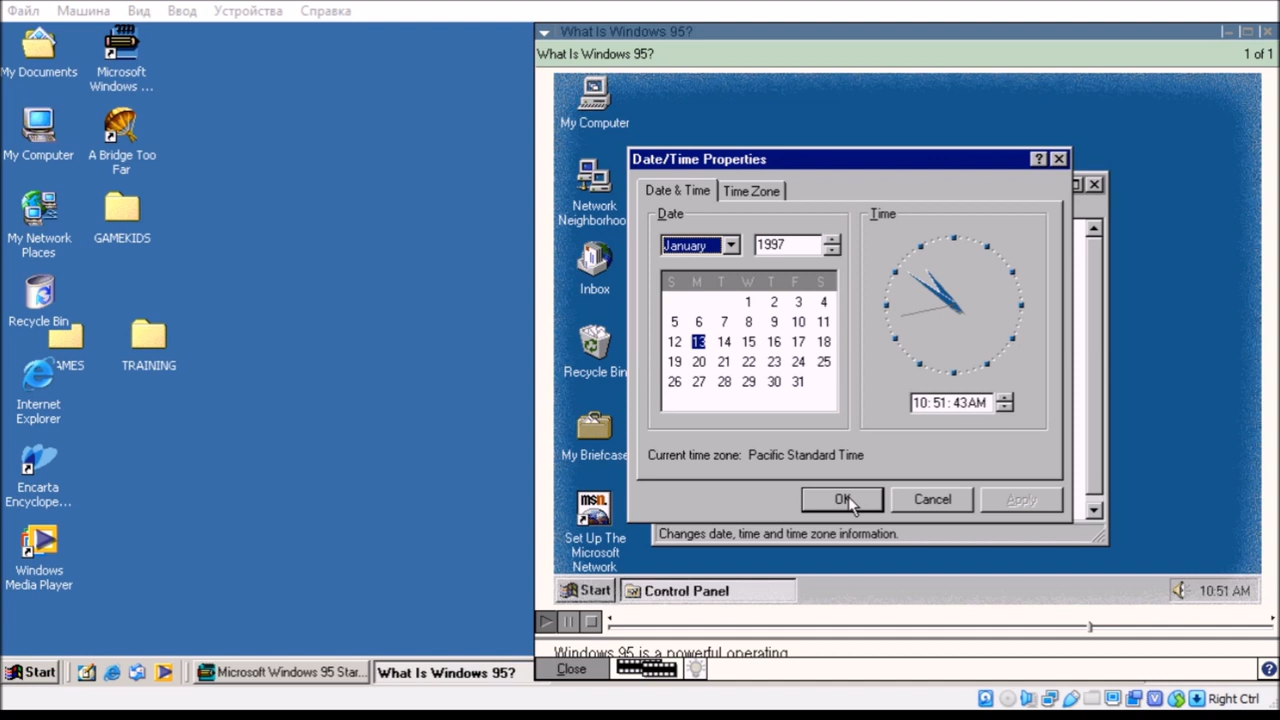 Файл Машина Вид Ввод Устройства Справка
My Documents
Microsoft
Windows ...
My Computer
A Bridge Too
Far
My Network
Places
GAMEKIDS
Recycle Bin
AMES
TRAINING
Internet
Explorer
Encarta
Encyclope...
Windows
Media Player
What Is Windows 95?
What Is Windows 95?
1 of 1
My Computer
Network
Neighborhoo
Inbox
Recycle Bin
My Briefcase
msn
Set Up The
Microsoft
Network
Date/Time Properties
Date & Time
Time Zone
Date
January
1997
S M T W T F S
1 2 3 4
5 6 7 8 9 10 11
12 13 14 15 16 17 18
19 20 21 22 23 24 25
26 27 28 29 30 31
Time
10:51:43AM
Current time zone: Pacific Standard Time
OK
Cancel
Apply
Changes date, time and time zone information.
Start
Control Panel
10:51 AM
Windows 95 is a powerful operating
Close
Start
Microsoft Windows 95 Star...
What Is Windows 95?
Right Ctrl